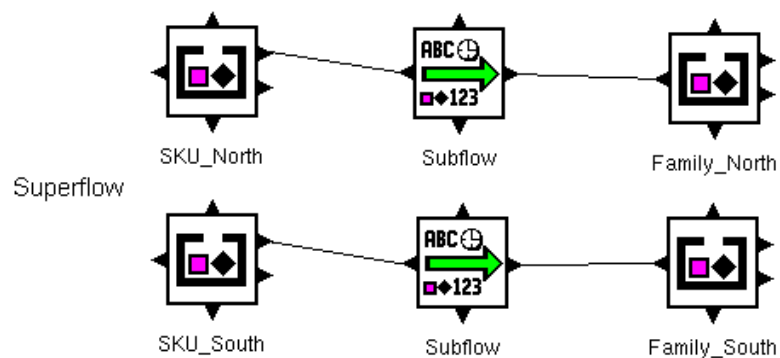 ABC
123
SKU_North
Subflow
Family_North
Superflow
ABC
123
SKU_South
Subflow
Family_South